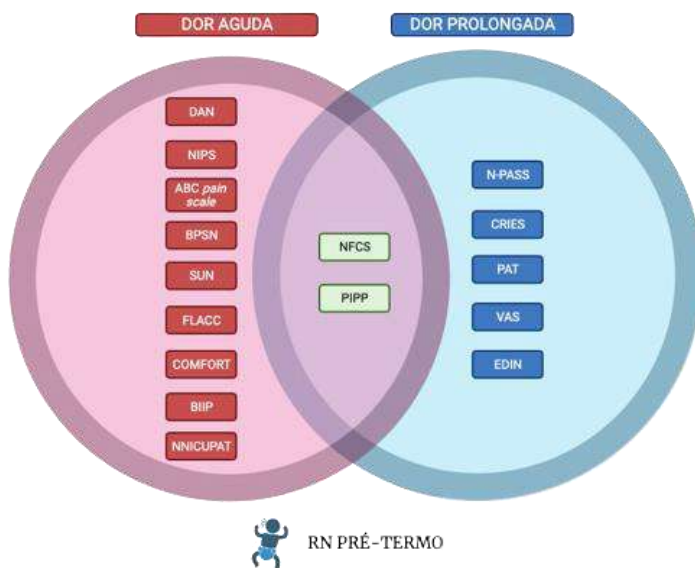 DOR AGUDA
DOR PROLONGADA
DAN
NIPS
ABC pain
scale
BPSN
SUN
FLACC
COMFORT
BIIP
NNICUPAT
NFCS
PIPP
N-PASS
CRIES
PAT
VAS
EDIN
RN PRÉ-TERMO